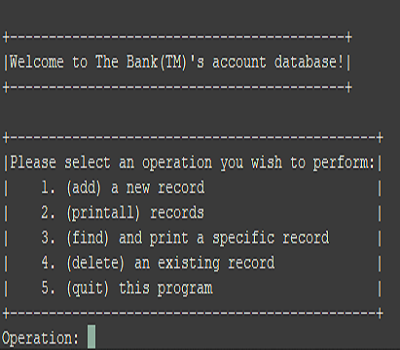 +-------------------------------------------+
|Welcome to The Bank(TM)'s account database!|
+-------------------------------------------+
+-----------------------------------------------+
|Please select an operation you wish to perform:|
|    1. (add) a new record                      |
|    2. (printall) records                      |
|    3. (find) and print a specific record      |
|    4. (delete) an existing record             |
|    5. (quit) this program                     |
+-----------------------------------------------+
Operation: